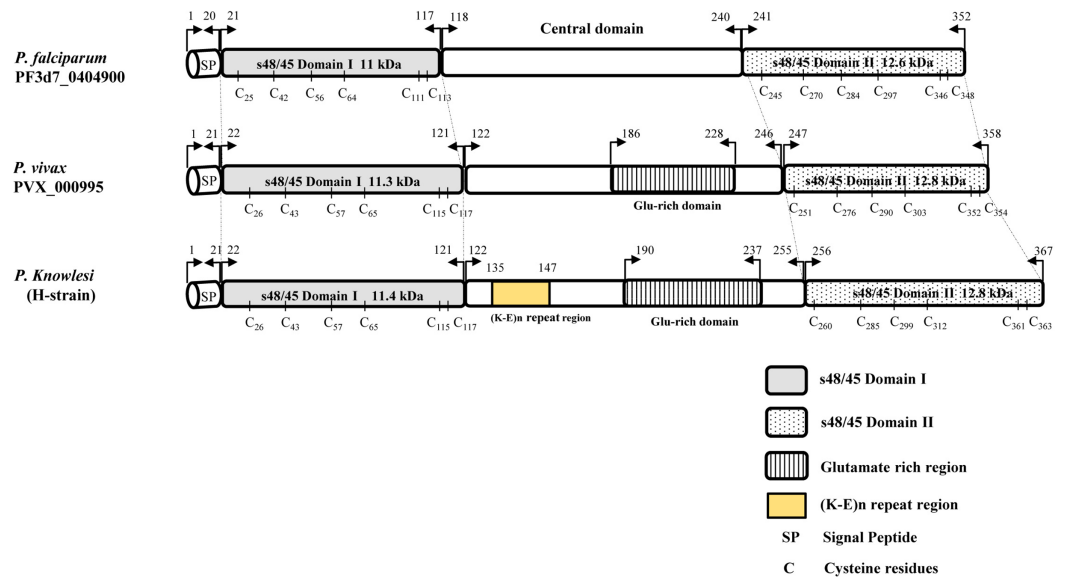 1 20 21 117 118 Central domain 240 241 352
P. falciparum
PF3d7_0404900
SP s48/45 Domain I 11 kDa s48/45 Domain II 12.6 kDa
C25 C42 C56 C64 C111 C113 C245 C270 C284 C297 C346 C348
1 21 22 121 122 186 228 246 247 358
P. vivax
PVX_000995
SP s48/45 Domain I 11.3 kDa s48/45 Domain II 12.8 kDa
C26 C43 C57 C65 C115 C117 Glu-rich domain C251 C276 C290 C303 C352 C354
1 21 22 121 122 135 147 190 237 255 256 367
P. Knowlesi
(H-strain)
SP s48/45 Domain I 11.4 kDa s48/45 Domain II 12.8 kDa
C26 C43 C57 C65 C115 C117 (K-E)n repeat region Glu-rich domain C260 C285 C299 C312 C361 C363
s48/45 Domain I
s48/45 Domain II
Glutamate rich region
(K-E)n repeat region
SP Signal Peptide
C Cysteine residues